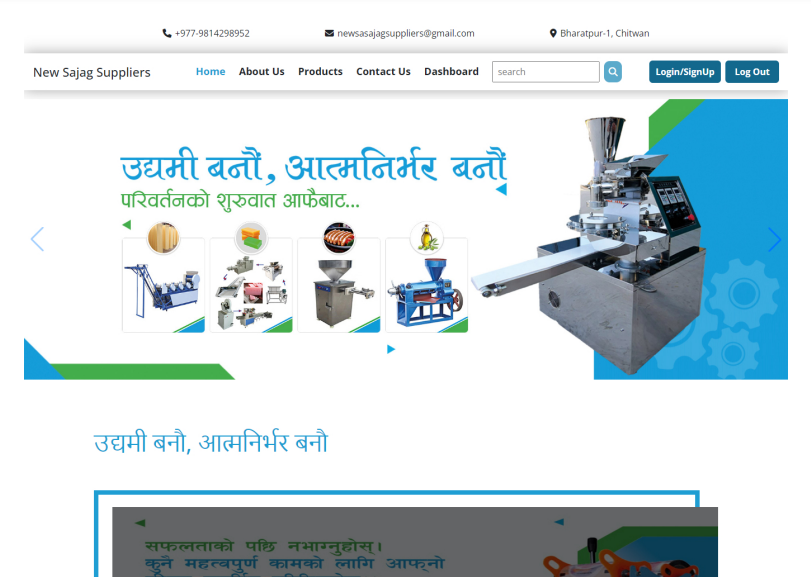 +977-9814298952
newsasajagsuppliers@gmail.com
Bharatpur-1, Chitwan
New Sajag Suppliers
Home
About Us
Products
Contact Us
Dashboard
search
Login/SignUp
Log Out
उद्यमी बनौं, आत्मनिर्भर बनौं
परिवर्तनको शुरुवात आफैबाट...
उद्यमी बनौ, आत्मनिर्भर बनौ
सफलताको पछि नभाग्नुहोस्।
कुनै महत्वपुर्ण कामको लागि आफ्नो